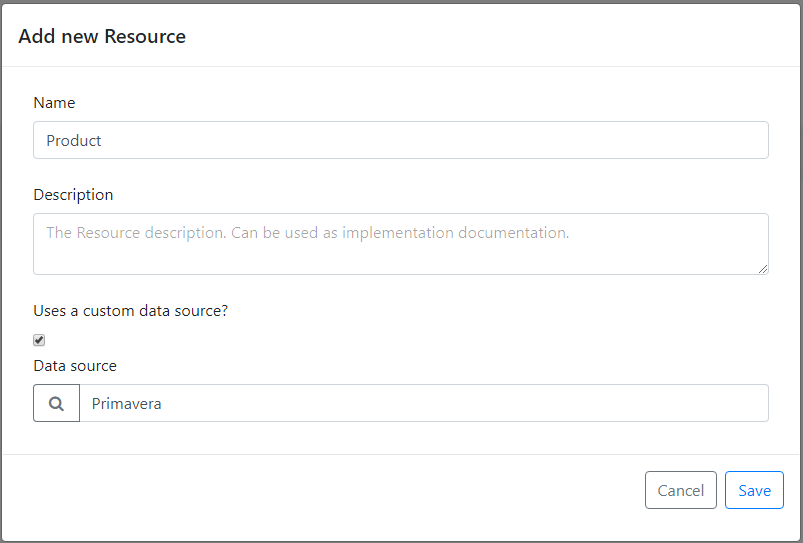 Add new Resource
Name
Product
Description
The Resource description. Can be used as implementation documentation.
Uses a custom data source?
Data source
Primavera
Cancel Save